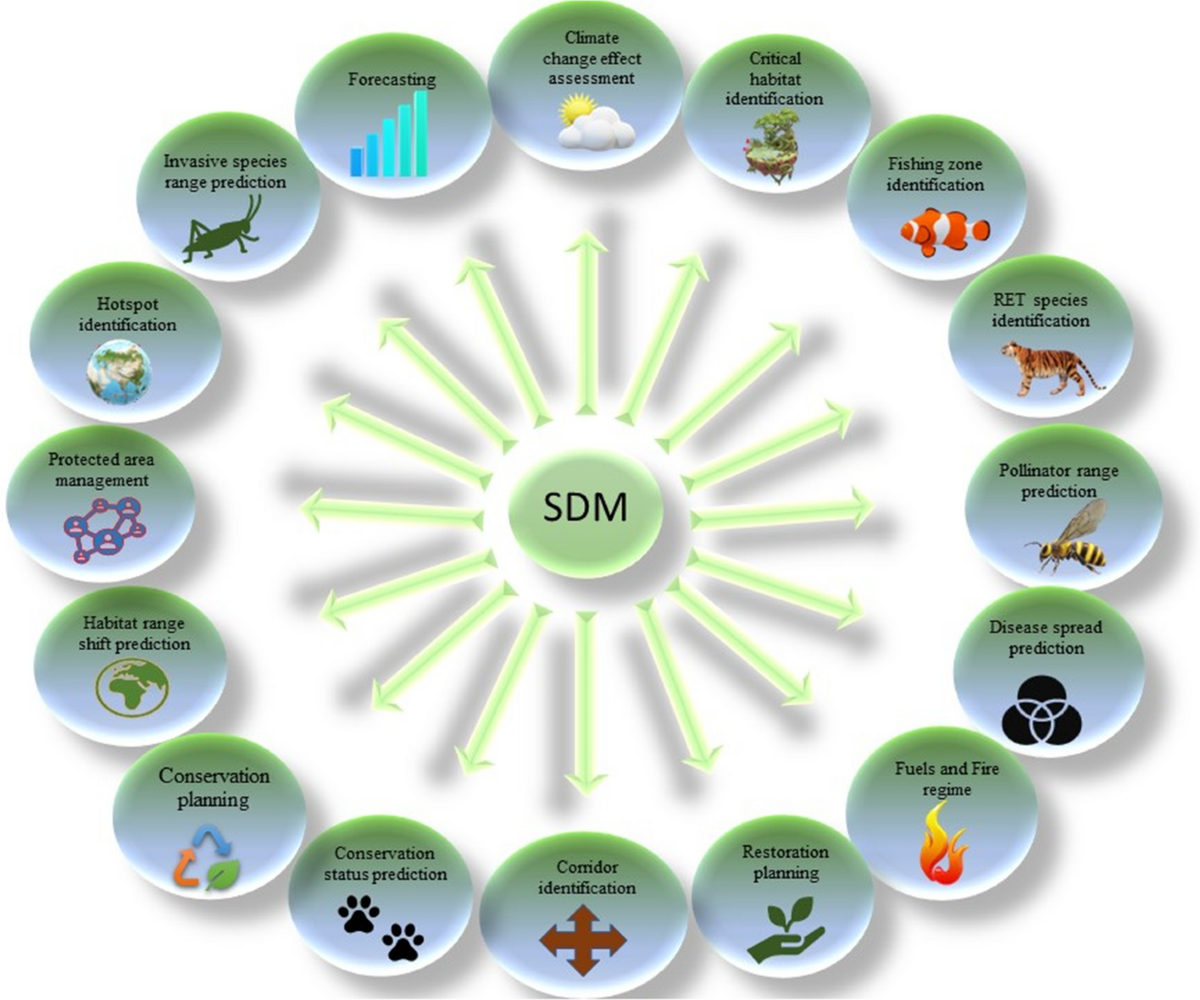 Climate
change effect
assessment
Critical
habitat
identification
Fishing zone
identification
RET species
identification
Pollinator range
prediction
Disease spread
prediction
Fuels and Fire
regime
Restoration
planning
Corridor
identification
Conservation
status prediction
Conservation
planning
Habitat range
shift prediction
Protected area
management
Hotspot
identification
Invasive species
range prediction
Forecasting
SDM